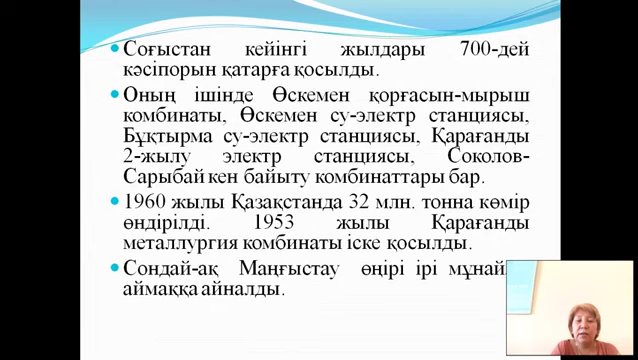 Соғыстан кейінгі жылдары 700-дей
кәсіпорын қатарға қосылды.
Оның ішінде Өскемен қорғасын-мырыш
комбинаты, Өскемен су-электр станциясы,
Бұқтырма су-электр станциясы, Қарағанды
2-жылу электр станциясы, Соколов-
Сарыбай кен байыту комбинаттары бар.
1960 жылы Қазақстанда 32 млн. тонна көмір
өндірілді. 1953 жылы Қарағанды
металлургия комбинаты іске қосылды.
Сондай-ақ Маңғыстау өңірі ірі
аймаққа айналды.